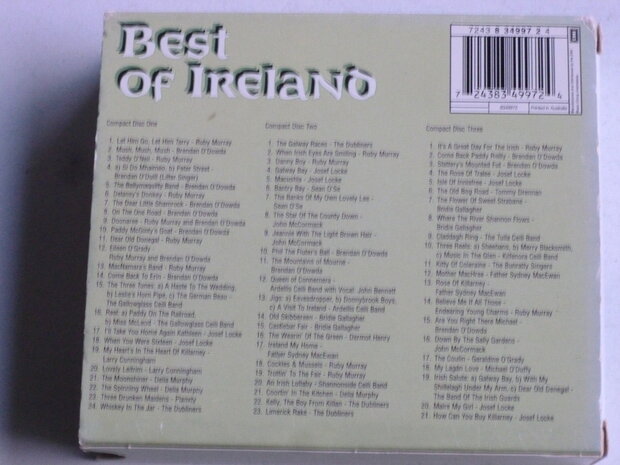 Best
of Ireland
7243 8 34997 2 4
7 24383 49972 4
Printed in Australia
Compact Disc One
1. Let Him Go, Let Him Tarry - Ruby Murray
2. Mush, Mush, Mush - Brendan O'Dowda
3. Teddy O'Neil - Ruby Murray
4. a) Si Do Mhaimeo, b) Peter Street -
Brendan O'Duill (Lilter Singer)
5. The Ballyknaquilty Band - Brendan O'Dowda
6. Delaney's Donkey - Ruby Murray
7. The Dear Little Shamrock - Brendan O'Dowda
8. On The One Road - Brendan O'Dowda
9. Doonaree - Ruby Murray and Brendan O'Dowda
10. Paddy McGinty's Goat - Brendan O'Dowda
11. Dear Old Donegal - Ruby Murray
12. Eileen O'Grady -
Ruby Murray and Brendan O'Dowda
13. MacNamara's Band - Ruby Murray
14. Come Back To Erin - Brendan O'Dowda
15. The Three Tunes: a) A Haste To The Wedding,
b) Leslie's Horn Pipe, c) The German Beau -
The Gallowglass Ceili Band
16. Reel: a) Paddy On The Railroad,
b) Miss McLeod - The Gallowglass Ceili Band
17. I'll Take You Home Again Kathleen - Josef Locke
18. When You Were Sixteen - Josef Locke
19. My Heart's In The Heart Of Killarney -
Larry Cunningham
20. Lovely Leitrim - Larry Cunningham
21. The Moonshiner - Delia Murphy
22. The Spinning Wheel - Delia Murphy
23. Three Drunken Maidens - Planxty
24. Whiskey In The Jar - The Dubliners
Compact Disc Two
1. The Galway Races - The Dubliners
2. When Irish Eyes Are Smiling - Ruby Murray
3. Danny Boy - Ruby Murray
4. Galway Bay - Josef Locke
5. Macushla - Josef Locke
6. Bantry Bay - Sean O'Se
7. The Banks Of My Own Lovely Lee -
Sean O'Se
8. The Star Of The County Down -
John McCormack
9. Jeannie With The Light Brown Hair -
John McCormack
10. Phil The Fluter's Ball - Brendan O'Dowda
11. The Mountains of Mourne -
Brendan O'Dowda
12. Queen of Connemara -
Ardellis Ceili Band with Vocal: John Bennett
13. Jigs: a) Eavesdropper, b) Donnybrook Boys,
c) A Visit To Ireland - Ardellis Ceili Band
14. Old Skibbereen - Bridie Gallagher
15. Castlebar Fair - Bridie Gallagher
16. The Wearin' Of The Green - Dermot Henry
17. Ireland My Home -
Father Sydney MacEwan
18. Cockles & Mussels - Ruby Murray
19. Trottin' To The Fair - Ruby Murray
20. An Irish Lullaby - Shannonside Ceili Band
21. Courtin' In The Kitchen - Delia Murphy
22. Kelly, The Boy From Killan - The Dubliners
23. Limerick Rake - The Dubliners
Compact Disc Three
1. It's A Great Day For The Irish - Ruby Murray
2. Come Back Paddy Reilly - Brendan O'Dowda
3. Slattery's Mounted Fut - Brendan O'Dowda
4. The Rose Of Tralee - Josef Locke
5. Isle Of Innisfree - Josef Locke
6. The Old Bog Road - Tommy Drennan
7. The Flower Of Sweet Strabane -
Bridie Gallagher
8. Where The River Shannon Flows -
Bridie Gallagher
9. Claddagh Ring - The Tulla Ceili Band
10. Three Reels: a) Sheehans, b) Merry Blacksmith,
c) Music In The Glen - Kilfenora Ceili Band
11. Kitty Of Coleraine - The Bunratty Singers
12. Mother MacHree - Father Sydney MacEwan
13. Rose Of Killarney -
Father Sydney MacEwan
14. Believe Me If All Those -
Endearing Young Charms - Ruby Murray
15. Are You Right There Michael -
Brendan O'Dowda
16. Down By The Sally Gardens -
John McCormack
17. The Coulin - Geraldine O'Grady
18. My Lagan Love - Michael O'Duffy
19. Irish Salute: a) Galway Bay, b) With My
Shillelagh Under My Arm, c) Dear Old Donegal -
The Band Of The Irish Guards
20. Maire My Girl - Josef Locke
21. How Can You Buy Killarney - Josef Locke